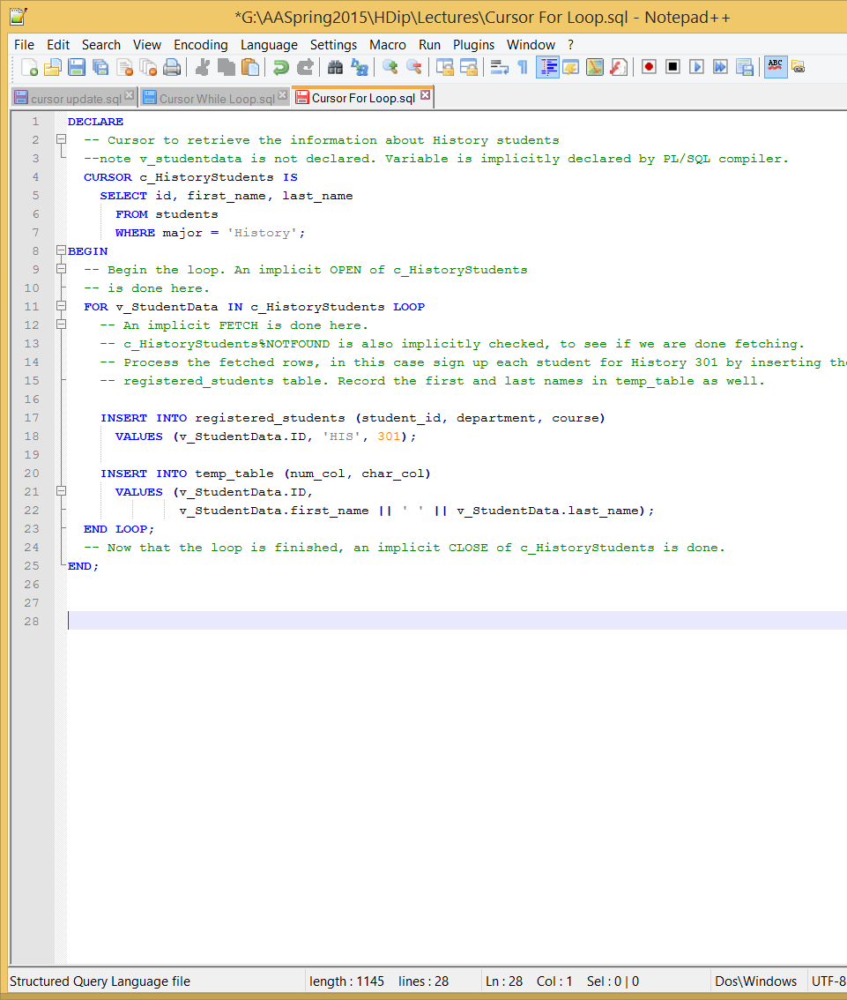 *G:\AASpring2015\HDip\Lectures\Cursor For Loop.sql - Notepad++
File Edit Search View Encoding Language Settings Macro Run Plugins Window ?
ABC
cursor update.sql Cursor While Loop.sql Cursor For Loop.sql
1 DECLARE
2 -- Cursor to retrieve the information about History students
3 --note v_studentdata is not declared. Variable is implicitly declared by PL/SQL compiler.
4 CURSOR c_HistoryStudents IS
5 SELECT id, first_name, last_name
6 FROM students
7 WHERE major = 'History';
8 BEGIN
9 -- Begin the loop. An implicit OPEN of c_HistoryStudents
10 -- is done here.
11 FOR v_StudentData IN c_HistoryStudents LOOP
12 -- An implicit FETCH is done here.
13 -- c_HistoryStudents%NOTFOUND is also implicitly checked, to see if we are done fetching.
14 -- Process the fetched rows, in this case sign up each student for History 301 by inserting
15 -- registered_students table. Record the first and last names in temp_table as well.
16
17 INSERT INTO registered_students (student_id, department, course)
18 VALUES (v_StudentData.ID, 'HIS', 301);
19
20 INSERT INTO temp_table (num_col, char_col)
21 VALUES (v_StudentData.ID,
22 v_StudentData.first_name || ' ' || v_StudentData.last_name);
23 END LOOP;
24 -- Now that the loop is finished, an implicit CLOSE of c_HistoryStudents is done.
25 END;
26
27
28
Structured Query Language file length : 1145 lines : 28 Ln : 28 Col : 1 Sel : 0 | 0 Dos\Windows UTF-8